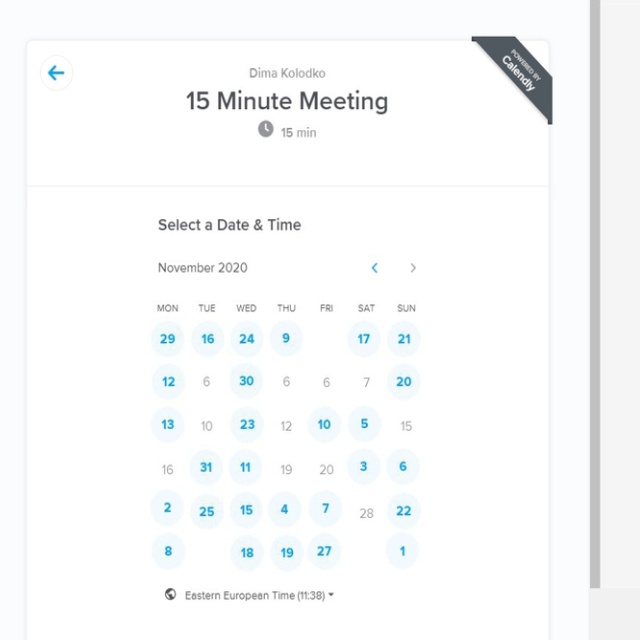 POWERED BY
Calendly
Dima Kolodko
15 Minute Meeting
15 min
Select a Date & Time
November 2020
MON TUE WED THU FRI SAT SUN
29 16 24 9 17 21
12 6 30 6 6 7 20
13 10 23 12 10 5 15
16 31 11 19 20 3 6
2 25 15 4 7 28 22
8 18 19 27 1
Eastern European Time (11:38)